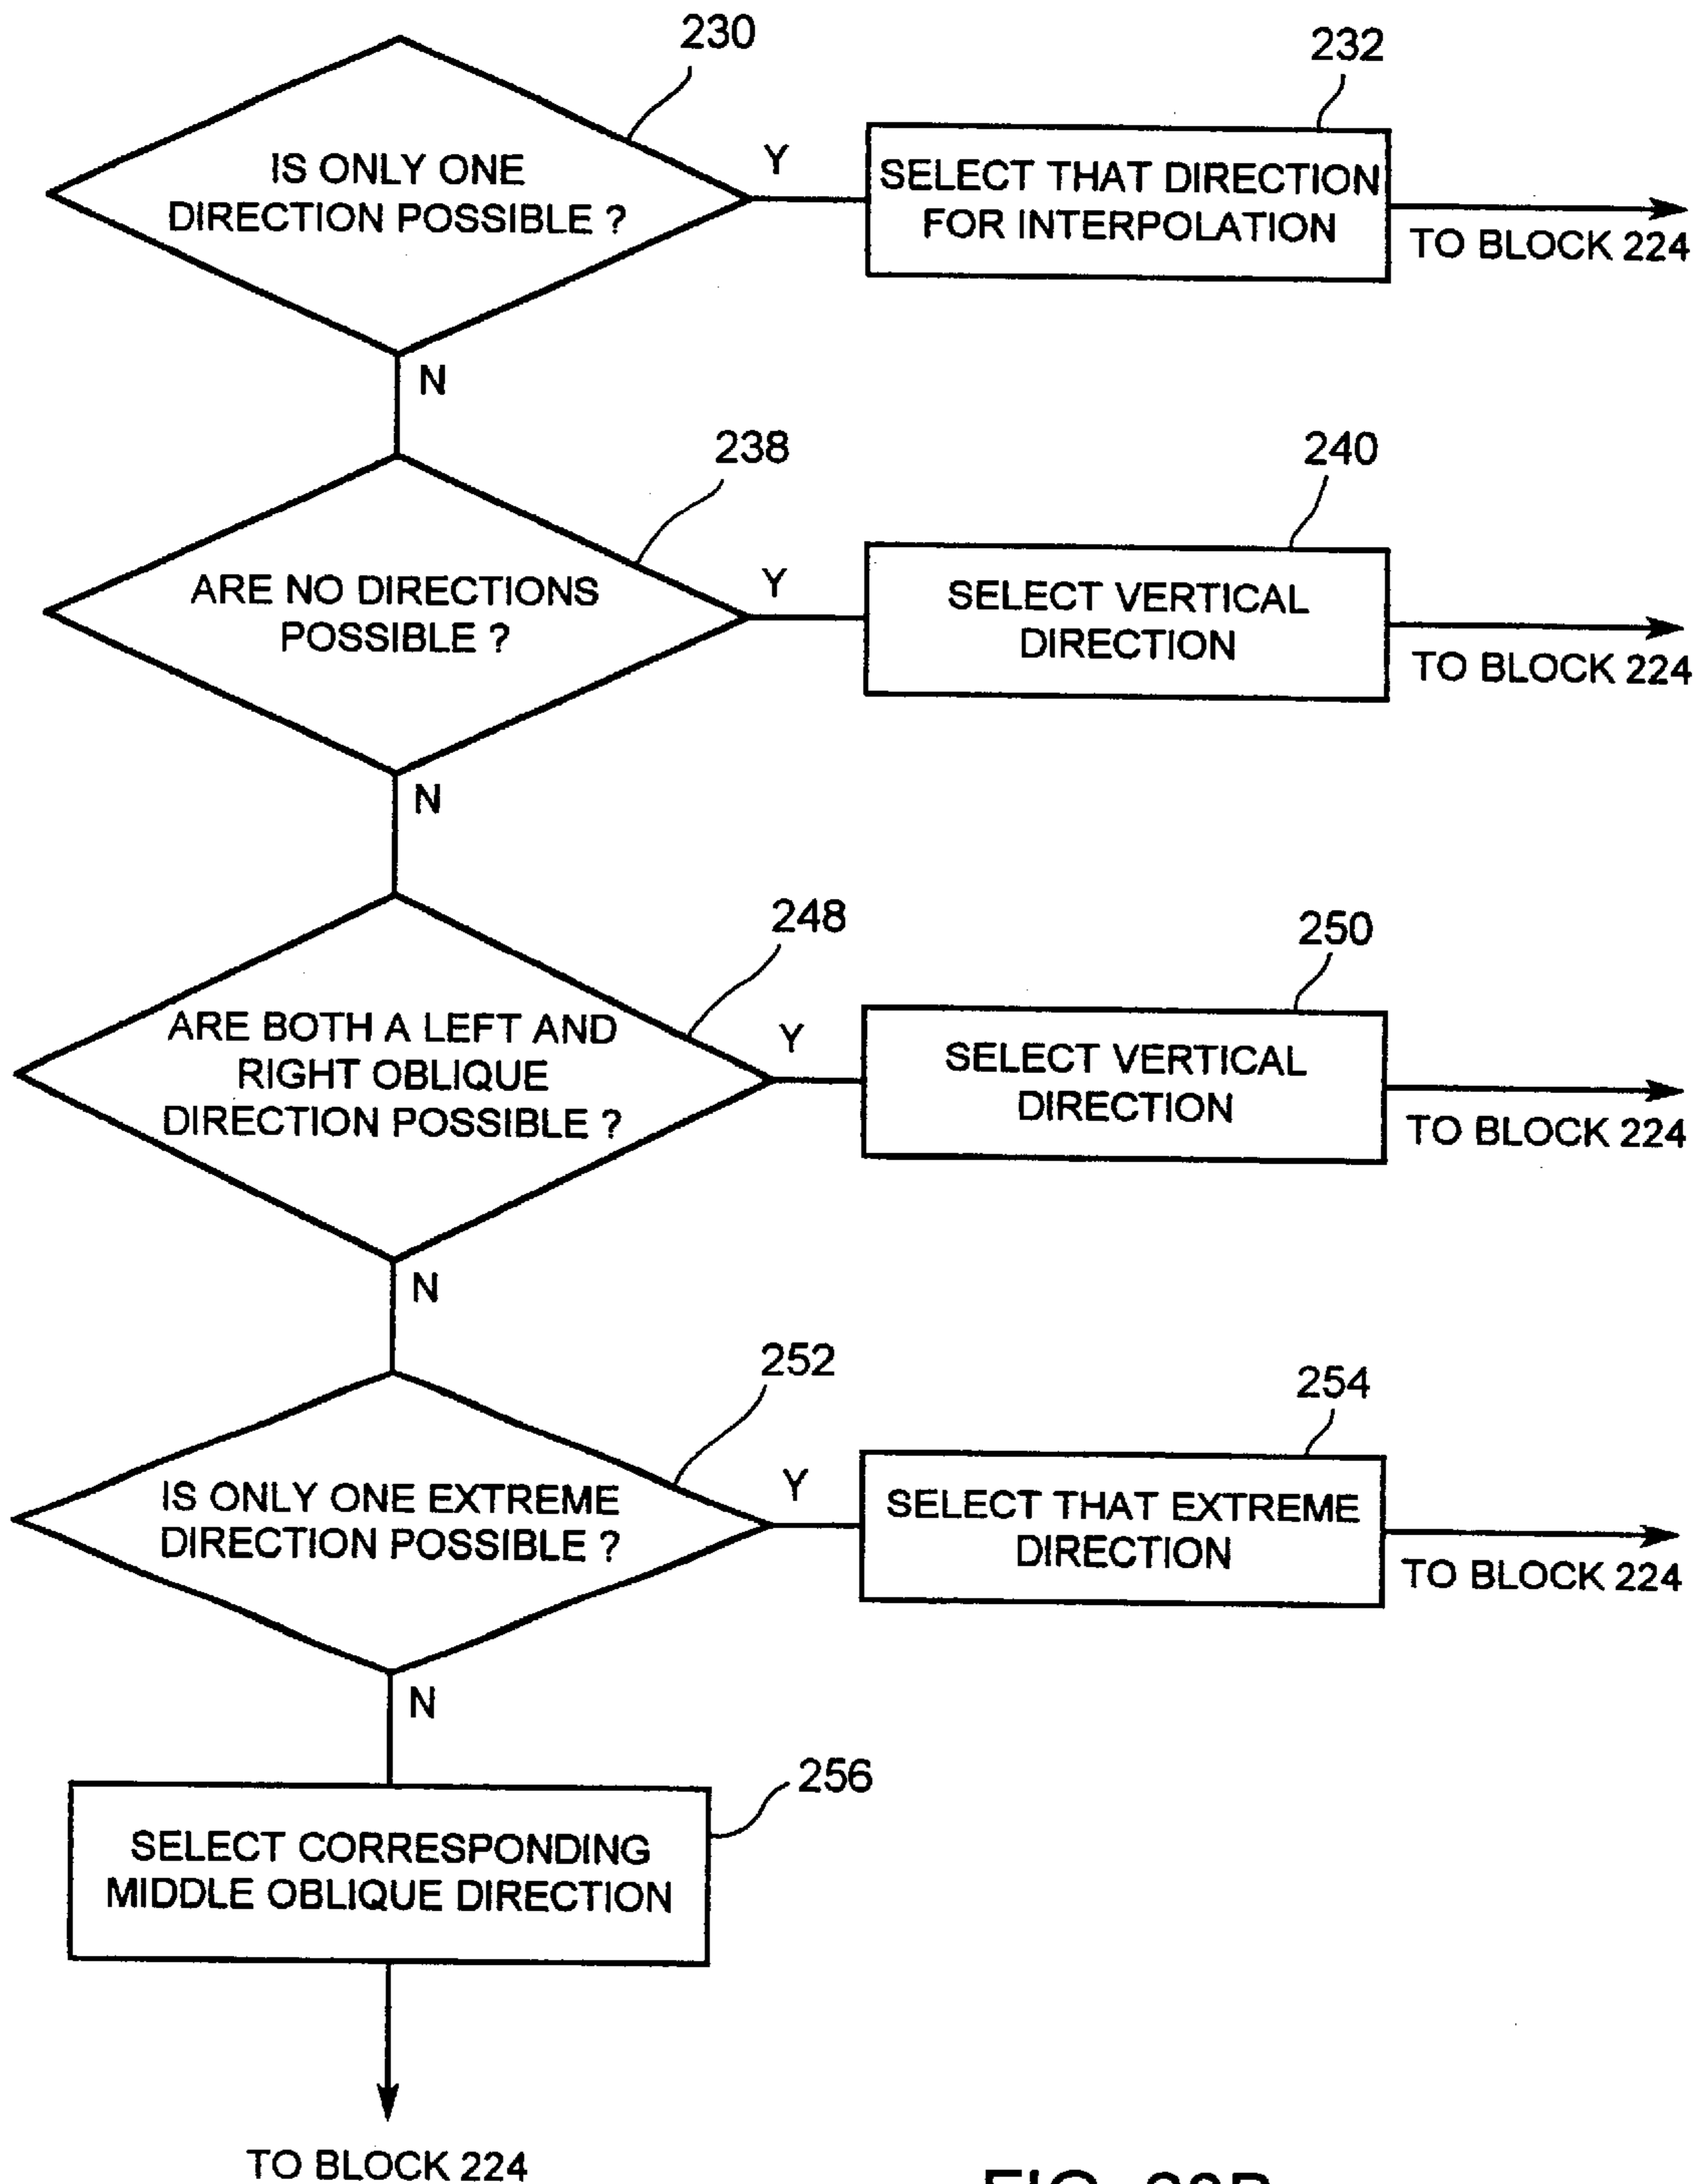 230
232
IS ONLY ONE
DIRECTION POSSIBLE ?
Y
SELECT THAT DIRECTION
FOR INTERPOLATION
TO BLOCK 224
N
238
240
ARE NO DIRECTIONS
POSSIBLE ?
Y
SELECT VERTICAL
DIRECTION
TO BLOCK 224
N
248
250
ARE BOTH A LEFT AND
RIGHT OBLIQUE
DIRECTION POSSIBLE ?
Y
SELECT VERTICAL
DIRECTION
TO BLOCK 224
N
252
254
IS ONLY ONE EXTREME
DIRECTION POSSIBLE ?
Y
SELECT THAT EXTREME
DIRECTION
TO BLOCK 224
N
256
SELECT CORRESPONDING
MIDDLE OBLIQUE DIRECTION
TO BLOCK 224
FIG.